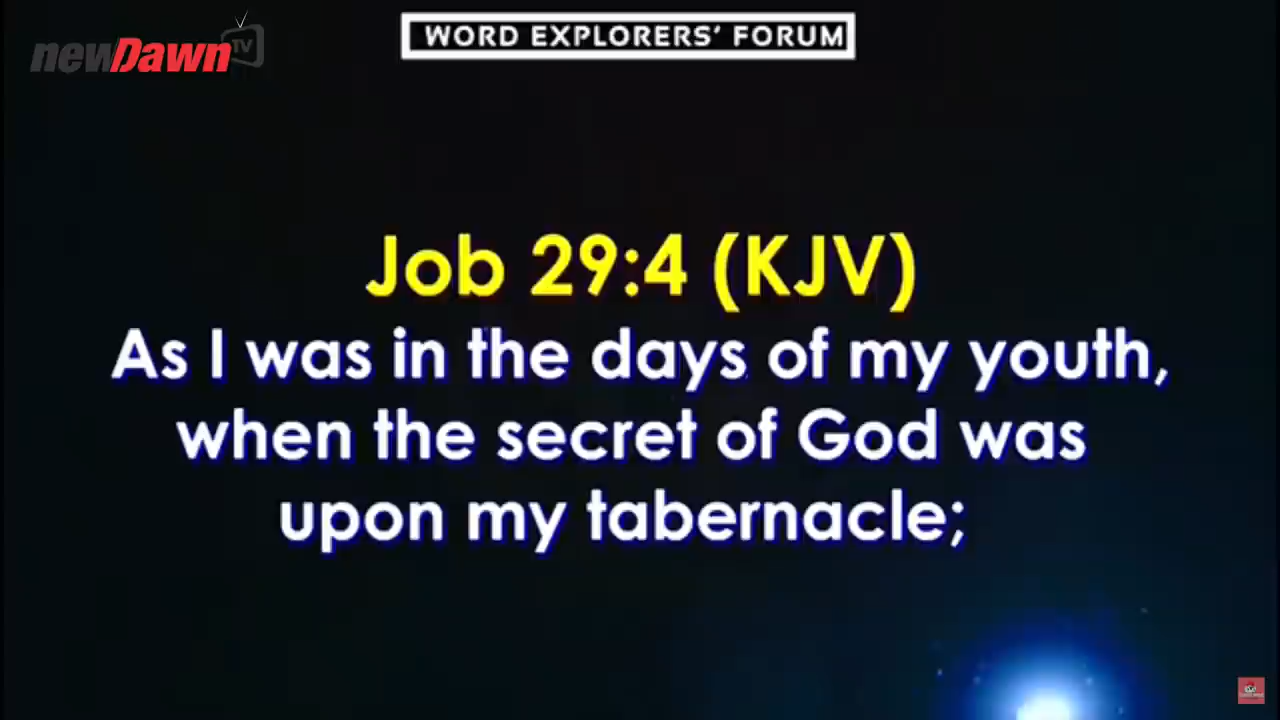 newDawn TV
WORD EXPLORERS' FORUM
Job 29:4 (KJV)
As I was in the days of my youth,
when the secret of God was
upon my tabernacle;